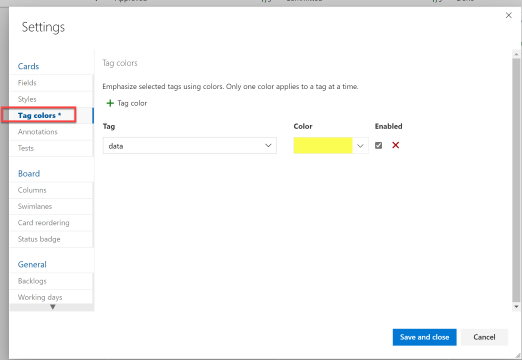 Settings
Cards
Fields
Styles
Tag colors *
Annotations
Tests
Board
Columns
Swimlanes
Card reordering
Status badge
General
Backlogs
Working days
Tag colors
Emphasize selected tags using colors. Only one color applies to a tag at a time.
+ Tag color
Tag Color Enabled
data
Save and close Cancel